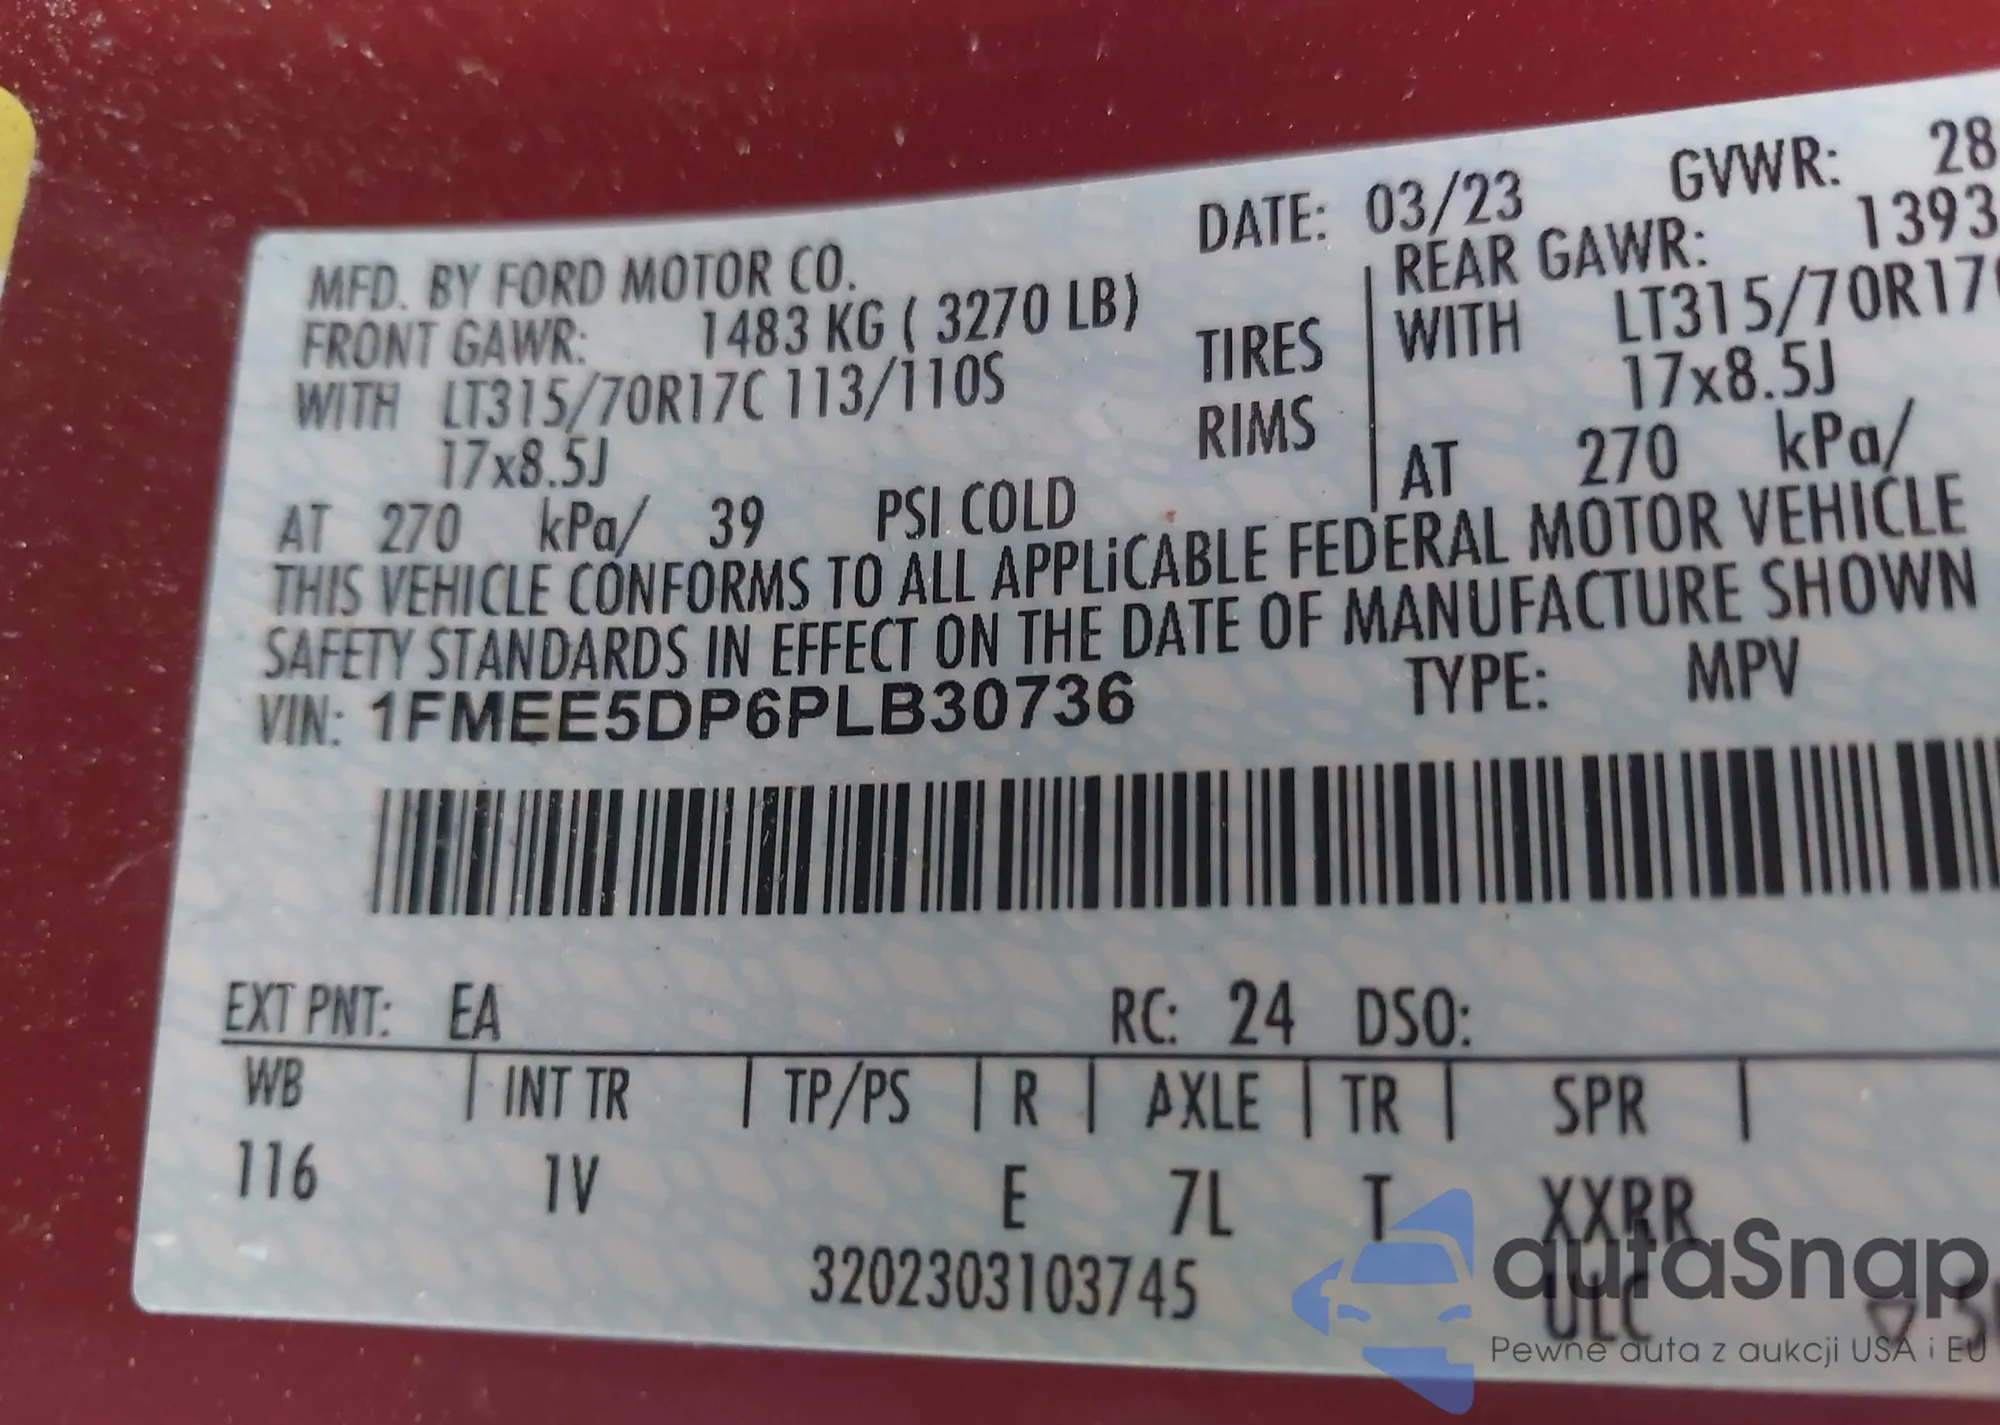 MFD. BY FORD MOTOR CO. DATE: 03/23 GVWR: 28
FRONT GAWR: 1483 KG ( 3270 LB) REAR GAWR: 1393
WITH LT315/70R17C 113/110S TIRES WITH LT315/70R17
17x8.5J RIMS 17x8.5J
AT 270 kPa/ 39 PSI COLD AT 270 kPa/
THIS VEHICLE CONFORMS TO ALL APPLiCABLE FEDERAL MOTOR VEHICLE
SAFETY STANDARDS IN EFFECT ON THE DATE OF MANUFACTURE SHOWN
VIN: 1FMEE5DP6PLB30736 TYPE: MPV
EXT PNT: EA RC: 24 DSO:
WB INT TR TP/PS R AXLE TR SPR
116 1V E 7L T XXRR
3202303103745 ULC
autaSnap
Pewne auta z aukcji USA i EU